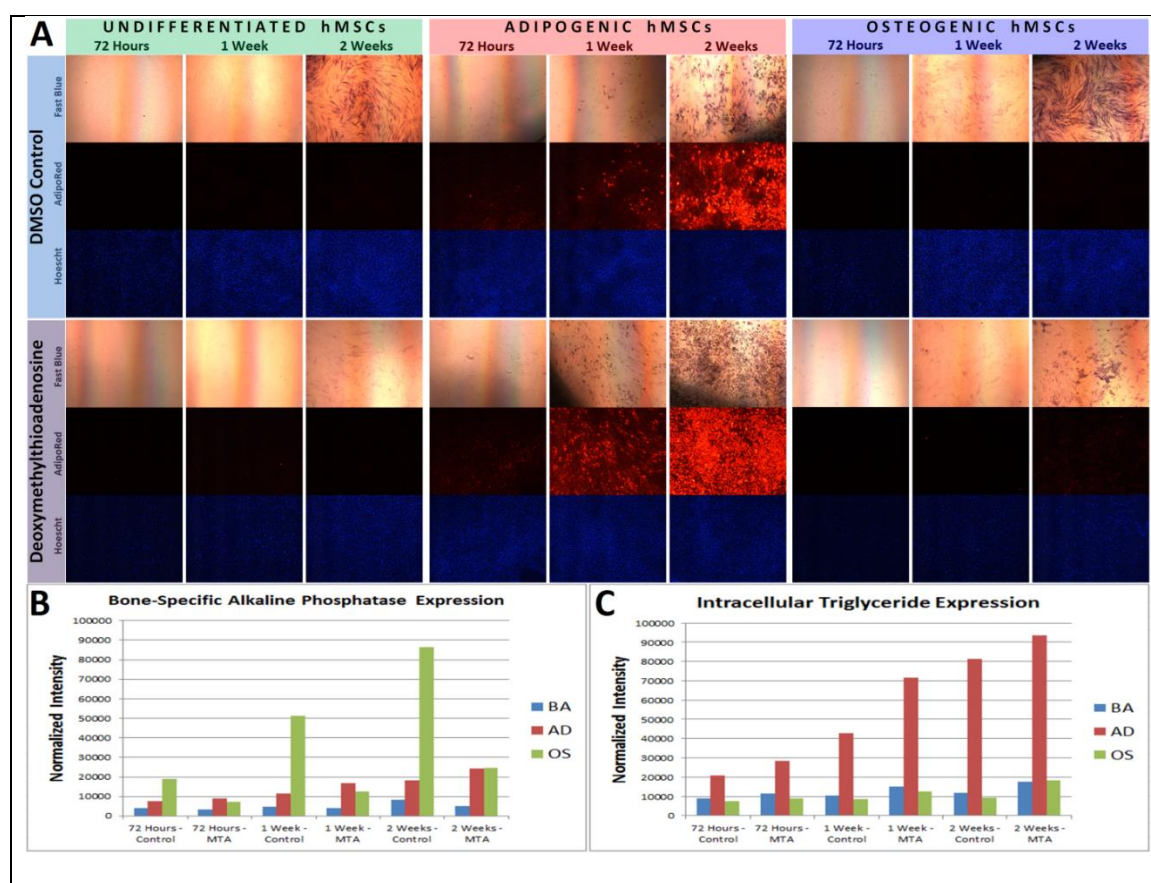 A
UNDIFFERENTIATED hMSCs ADIPOGENIC hMSCs OSTEOGENIC hMSCs
72 Hours 1 Week 2 Weeks 72 Hours 1 Week 2 Weeks 72 Hours 1 Week 2 Weeks
DMSO Control
Fast Blue
AdipoRed
Hoescht
Deoxymethylthioadenosine
Fast Blue
AdipoRed
Hoescht
B
Bone-Specific Alkaline Phosphatase Expression
Normalized Intensity
100000
90000
80000
70000
60000
50000
40000
30000
20000
10000
0
72 Hours - 72 Hours - 1 Week - 1 Week - 2 Weeks - 2 Weeks -
Control MTA Control MTA Control MTA
BA
AD
OS
C
Intracellular Triglyceride Expression
Normalized Intensity
100000
90000
80000
70000
60000
50000
40000
30000
20000
10000
0
72 Hours - 72 Hours - 1 Week - 1 Week - 2 Weeks - 2 Weeks -
Control MTA Control MTA Control MTA
BA
AD
OS